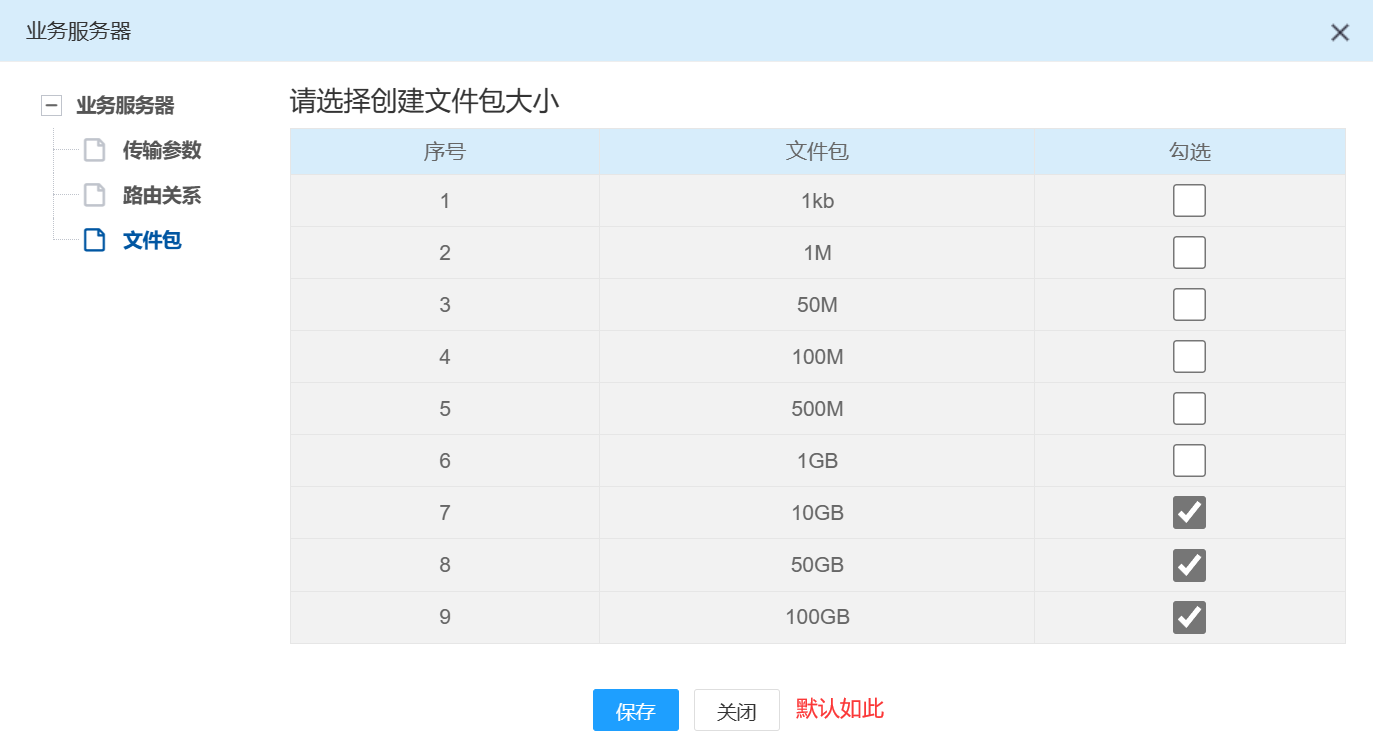 业务服务器
业务服务器
传输参数
路由关系
文件包
请选择创建文件包大小
序号 文件包 勾选
1 1kb
2 1M
3 50M
4 100M
5 500M
6 1GB
7 10GB
8 50GB
9 100GB
保存 关闭 默认如此